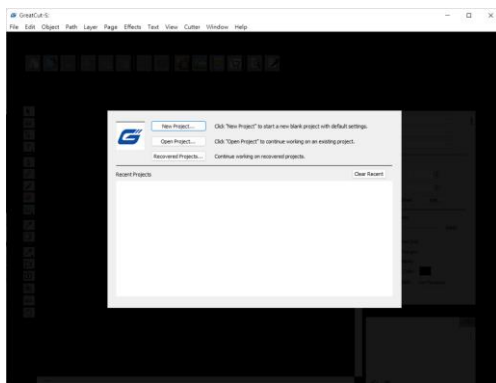 GreatCut-S:
File Edit Object Path Layer Page Effects Text View Cutter Window Help
New Project... Click "New Project" to start a new blank project with default settings.
Open Project... Click "Open Project" to continue working on an existing project.
Recovered Projects... Continue working on recovered projects.
Recent Projects Clear Recent